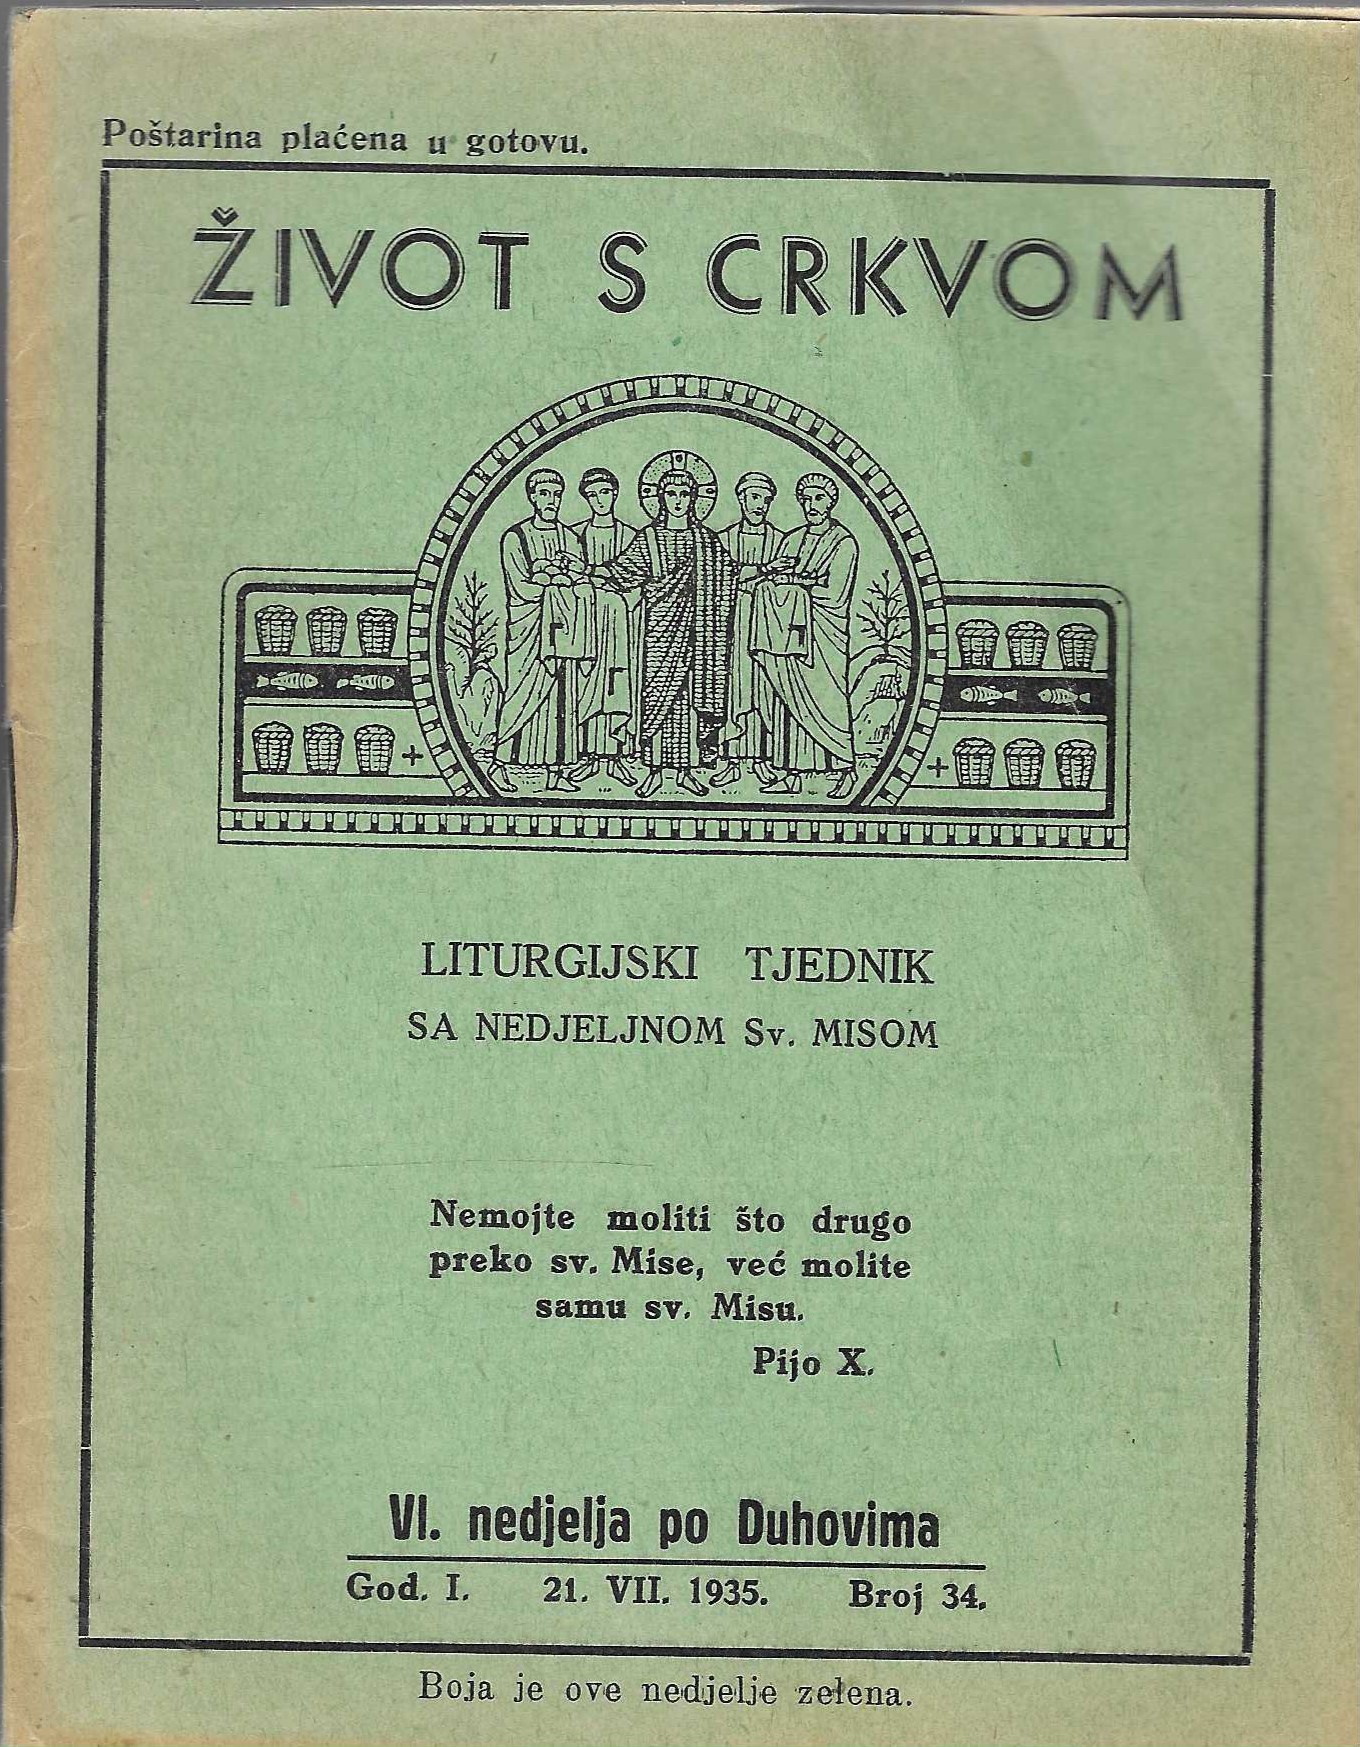 Poštarina plaćena u gotovu.
ŽIVOT S CRKVOM
LITURGIJSKI TJEDNIK
SA NEDJELJNOM Sv. MISOM
Nemojte moliti što drugo
preko sv. Mise, već molite
samu sv. Misu.
Pijo X.
VI. nedjelja po Duhovima
God. I. 21. VII. 1935. Broj 34.
Boja je ove nedjelje zelena.